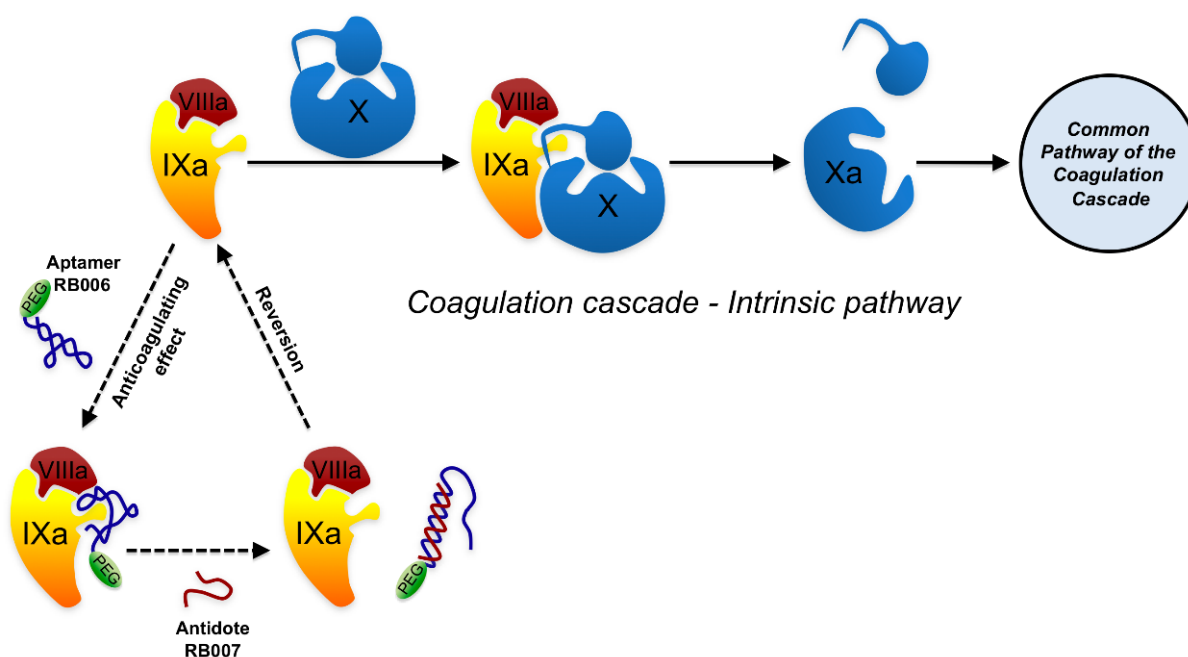 VIIIa
IXa
X
VIIIa
IXa
X
Xa
Common
Pathway of the
Coagulation
Cascade
Aptamer
RB006
PEG
Anticoagulating
effect
Reversion
Coagulation cascade - Intrinsic pathway
VIIIa
IXa
PEG
Antidote
RB007
VIIIa
IXa
PEG